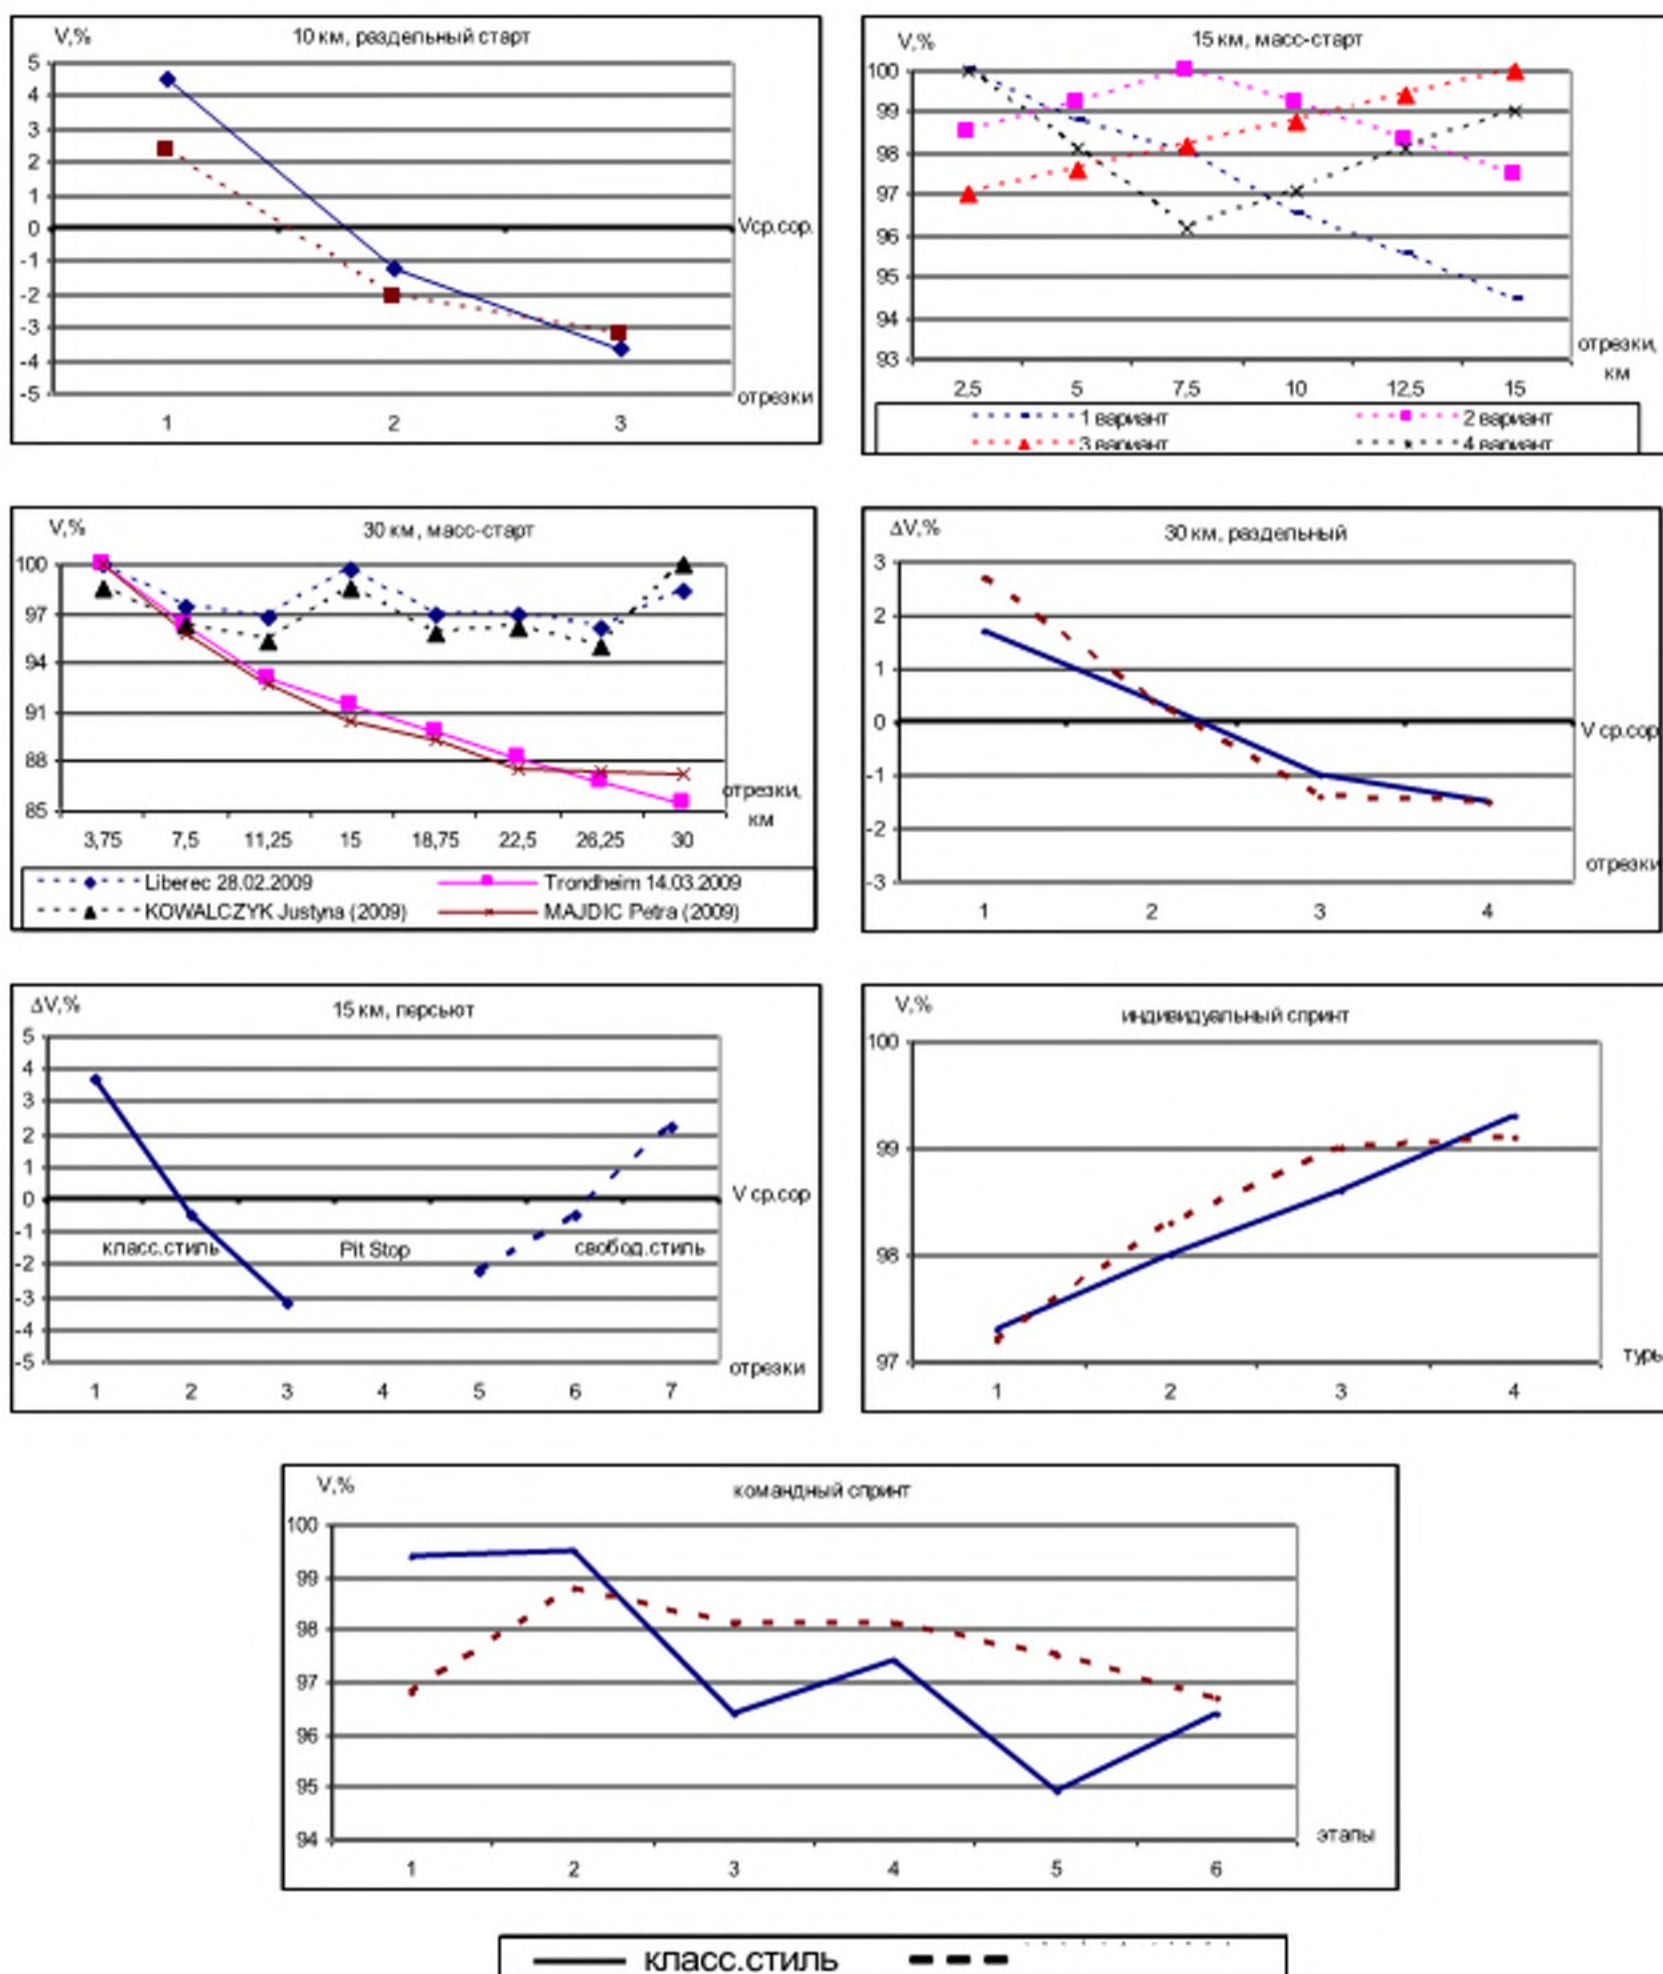 V,%
10 км, раздельный старт
5
4
3
2
1
0
-1
-2
-3
-4
-5
Vср.сор.
отрезки
1 2 3
V,%
15 км, масс-старт
100
99
98
97
96
95
94
93
отрезки,
км
2,5 5 7,5 10 12,5 15
1 вариант 2 вариант
3 вариант 4 вариант
V,%
30 км, масс-старт
100
97
94
91
88
85
отрезки,
км
3,75 7,5 11,25 15 18,75 22,5 26,25 30
Liberec 28.02.2009 Trondheim 14.03.2009
KOWALCZYK Justyna (2009) MAJDIC Petra (2009)
ΔV,%
30 км, раздельный
3
2
1
0
-1
-2
-3
V ср.сор
отрезки
1 2 3 4
ΔV,%
15 км, персьют
5
4
3
2
1
0
-1
-2
-3
-4
-5
V ср.сор
класс.стиль Pit Stop свобод.стиль
отрезки
1 2 3 4 5 6 7
V,%
индивидуальный спринт
100
99
98
97
туры
1 2 3 4
V,%
командный спринт
100
99
98
97
96
95
94
этапы
1 2 3 4 5 6
класс.стиль